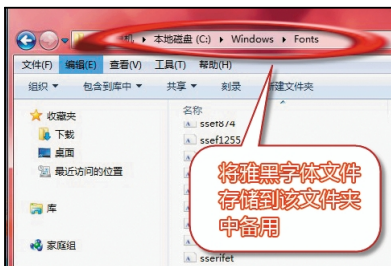 机 ▸ 本地磁盘 (C:) ▸ Windows ▸ Fonts
文件(F) 编辑(E) 查看(V) 工具(T) 帮助(H)
组织 ▾ 包含到库中 ▾ 共享 ▾ 刻录 新建文件夹
收藏夹
下载
桌面
最近访问的位置
库
家庭组
名称
sset874
ssef1255
将雅黑字体文件
存储到该文件夹
中备用
sserifet